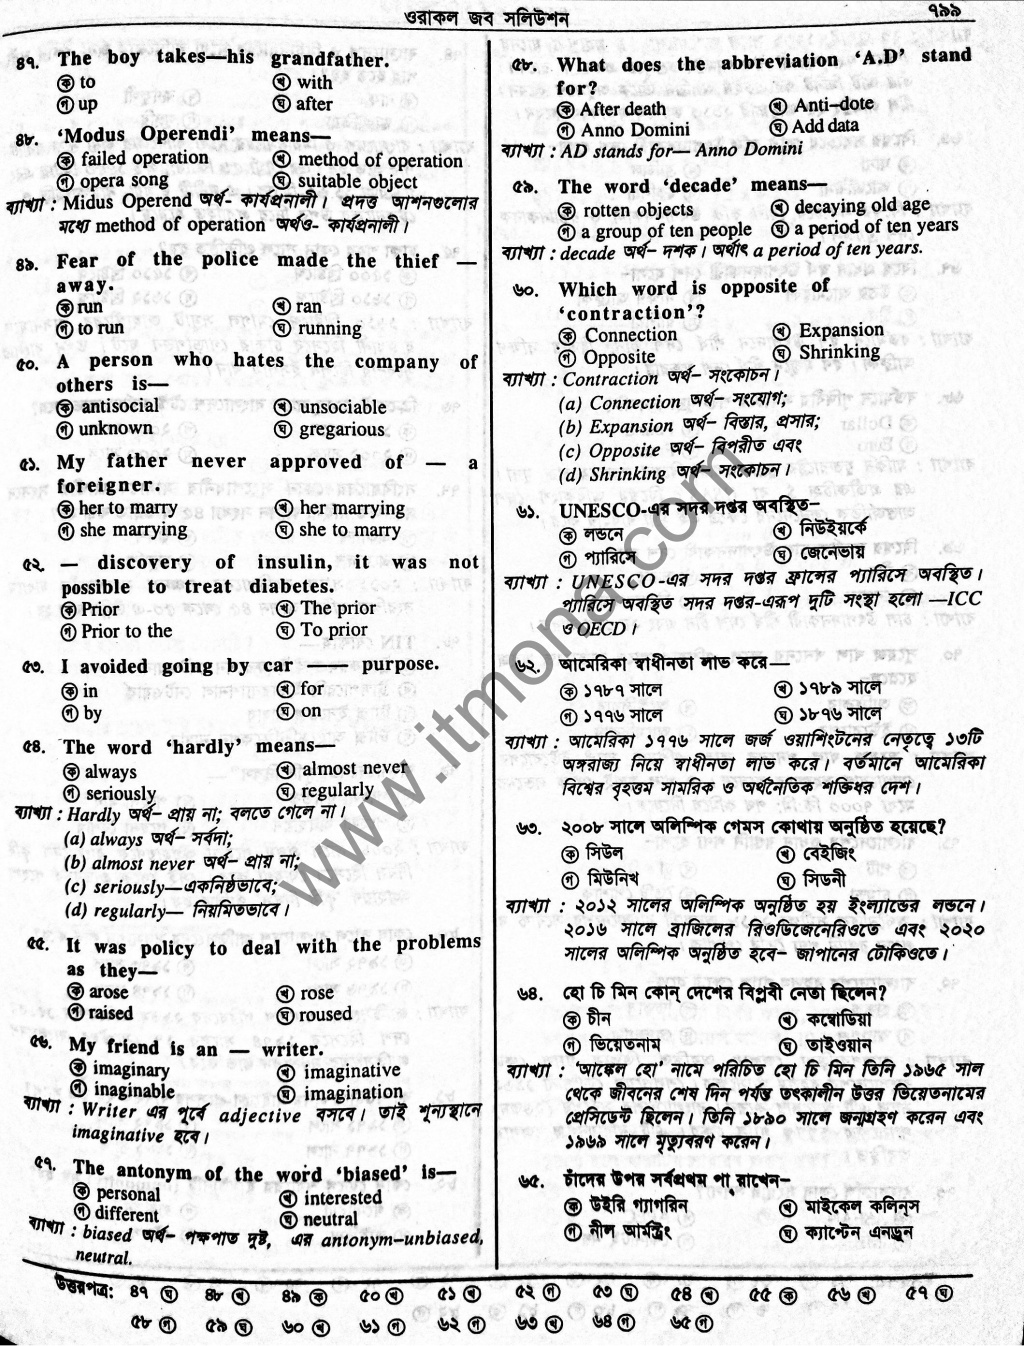 ওরাকল জব সলিউশন
৭৯৯
৪৭. The boy takes—his grandfather.
ⓚ to ⓚ with
ⓖ up ⓖ after
৪৮. ‘Modus Operendi’ means—
ⓚ failed operation ⓚ method of operation
ⓖ opera song ⓖ suitable object
ব্যাখ্যা : Midus Operend অর্থ– কার্যপ্রনালী। প্রদত্ত অপশনগুলোর
মধ্যে method of operation অর্থও- কার্যপ্রনালী।
৪৯. Fear of the police made the thief —
away.
ক run খ ran
গ to run ঘ running
৫০. A person who hates the company of
others is—
ক antisocial খ unsociable
গ unknown ঘ gregarious
৫১. My father never approved of — a
foreigner.
ক her to marry খ her marrying
গ she marrying ঘ she to marry
৫২. — discovery of insulin, it was not
possible to treat diabetes.
ক Prior খ The prior
গ Prior to the ঘ To prior
৫৩. I avoided going by car —— purpose.
ক in খ for
গ by ঘ on
৫৪. The word ‘hardly’ means—
ক always খ almost never
গ seriously ঘ regularly
ব্যাখ্যা : Hardly অর্থ– প্রায় না; বলতে গেলে না।
(a) always অর্থ– সর্বদা;
(b) almost never অর্থ– প্রায় না;
(c) seriously—একনিষ্ঠভাবে;
(d) regularly— নিয়মিতভাবে।
৫৫. It was policy to deal with the problems
as they—
ক arose খ rose
গ raised ঘ roused
৫৬. My friend is an — writer.
ক imaginary খ imaginative
গ inaginable ঘ imagination
ব্যাখ্যা : Writer এর পূর্বে adjective বসবে। তাই শূন্যস্থানে
imaginative হবে।
৫৭. The antonym of the word ‘biased’ is—
ক personal খ interested
গ different ঘ neutral
ব্যাখ্যা : biased অর্থ– পক্ষপাত দুষ্ট, এর antonym–unbiased,
neutral.
৫৮. What does the abbreviation ‘A.D’ stand
for?
ক After death খ Anti–dote
গ Anno Domini ঘ Add data
ব্যাখ্যা : AD stands for— Anno Domini
৫৯. The word ‘decade’ means—
ক rotten objects খ decaying old age
গ a group of ten people ঘ a period of ten years
ব্যাখ্যা : decade অর্থ– দশক। অর্থাৎ a period of ten years.
৬০. Which word is opposite of
‘contraction’?
ক Connection খ Expansion
গ Opposite ঘ Shrinking
ব্যাখ্যা : Contraction অর্থ– সংকোচন।
(a) Connection অর্থ– সংযোগ;
(b) Expansion অর্থ– বিস্তার, প্রসার;
(c) Opposite অর্থ– বিপরীত এবং
(d) Shrinking অর্থ– সংকোচন।
৬১. UNESCO-এর সদর দপ্তর অবস্থিত–
ক লন্ডনে খ নিউইয়র্কে
গ প্যারিসে ঘ জেনেভায়
ব্যাখ্যা : UNESCO-এর সদর দপ্তর ফ্রান্সের প্যারিসে অবস্থিত।
প্যারিসে অবস্থিত সদর দপ্তর-এরূপ দুটি সংস্থা হলো —ICC
ও OECD।
৬২. আমেরিকা স্বাধীনতা লাভ করে—
ক ১৭৮৭ সালে খ ১৭৮৯ সালে
গ ১৭৭৬ সালে ঘ ১৮৭৬ সালে
ব্যাখ্যা : আমেরিকা ১৭৭৬ সালে জর্জ ওয়াশিংটনের নেতৃত্বে ১৩টি
অঙ্গরাজ্য নিয়ে স্বাধীনতা লাভ করে। বর্তমানে আমেরিকা
বিশ্বের বৃহত্তম সামরিক ও অর্থনৈতিক শক্তিধর দেশ।
৬৩. ২০০৮ সালে অলিম্পিক গেমস কোথায় অনুষ্ঠিত হয়েছে?
ক সিউল খ বেইজিং
গ মিউনিখ ঘ সিডনী
ব্যাখ্যা : ২০১২ সালের অলিম্পিক অনুষ্ঠিত হয় ইংল্যান্ডের লন্ডনে।
২০১৬ সালে ব্রাজিলের রিওডিজেনেরিওতে এবং ২০২০
সালের অলিম্পিক অনুষ্ঠিত হবে– জাপানের টোকিওতে।
৬৪. হো চি মিন কোন্ দেশের বিপ্লবী নেতা ছিলেন?
ক চীন খ কম্বোডিয়া
গ ভিয়েতনাম ঘ তাইওয়ান
ব্যাখ্যা : ‘আঙ্কেল হো’ নামে পরিচিত হো চি মিন তিনি ১৯৬৫ সাল
থেকে জীবনের শেষ দিন পর্যন্ত তৎকালীন উত্তর ভিয়েতনামের
প্রেসিডেন্ট ছিলেন। তিনি ১৮৯০ সালে জন্মগ্রহণ করেন এবং
১৯৬৯ সালে মৃত্যুবরণ করেন।
৬৫. চাঁদের উপর সর্বপ্রথম পা রাখেন–
ক উইরি গ্যাগরিন খ মাইকেল কলিন্স
গ নীল আর্মস্ট্রং ঘ ক্যাপ্টেন এনড্রুন
উত্তরপত্র: ৪৭ ঘ ৪৮ খ ৪৯ ক ৫০ খ ৫১ খ ৫২ গ ৫৩ ঘ ৫৪ খ ৫৫ ক ৫৬ খ ৫৭ ঘ
৫৮ গ ৫৯ ঘ ৬০ খ ৬১ গ ৬২ গ ৬৩ খ ৬৪ গ ৬৫ গ
www.itmona.com